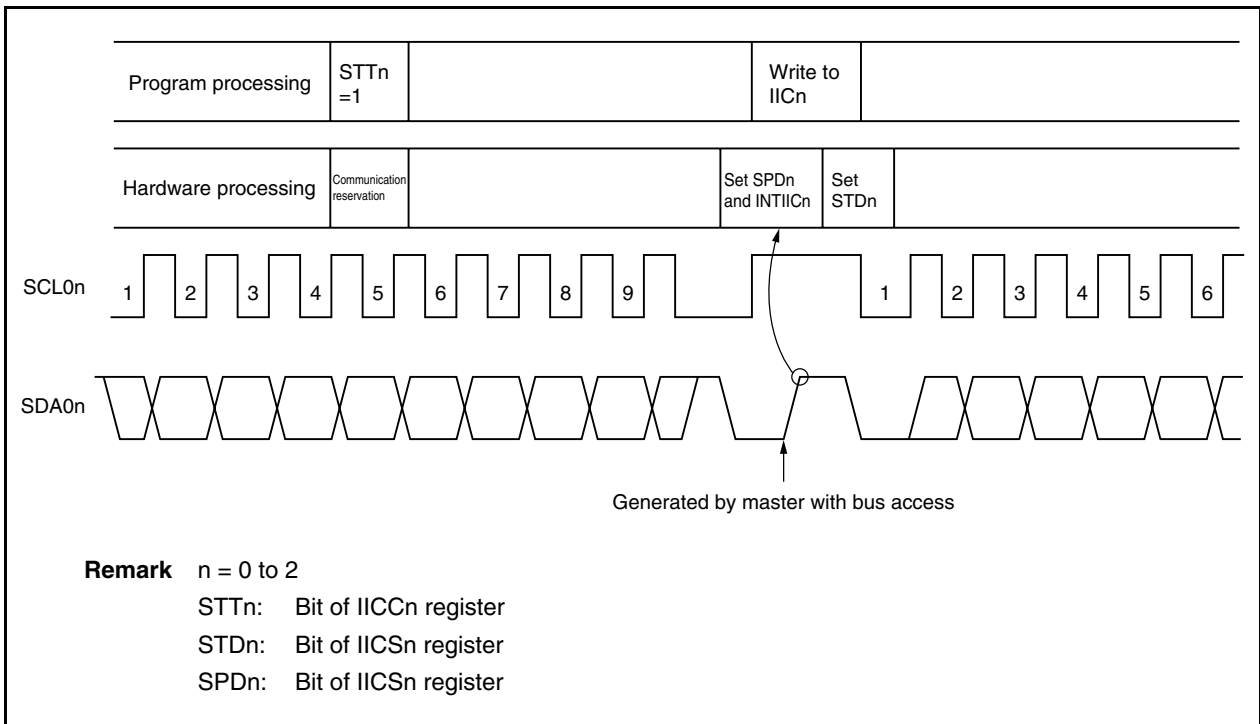 Program processing
STTn
=1
Write to
IICn
Hardware processing
Communication
reservation
Set SPDn
and INTIICn
Set
STDn
SCL0n
1 2 3 4 5 6 7 8 9 1 2 3 4 5 6
SDA0n
Generated by master with bus access
Remark n = 0 to 2
STTn: Bit of IICCn register
STDn: Bit of IICSn register
SPDn: Bit of IICSn register